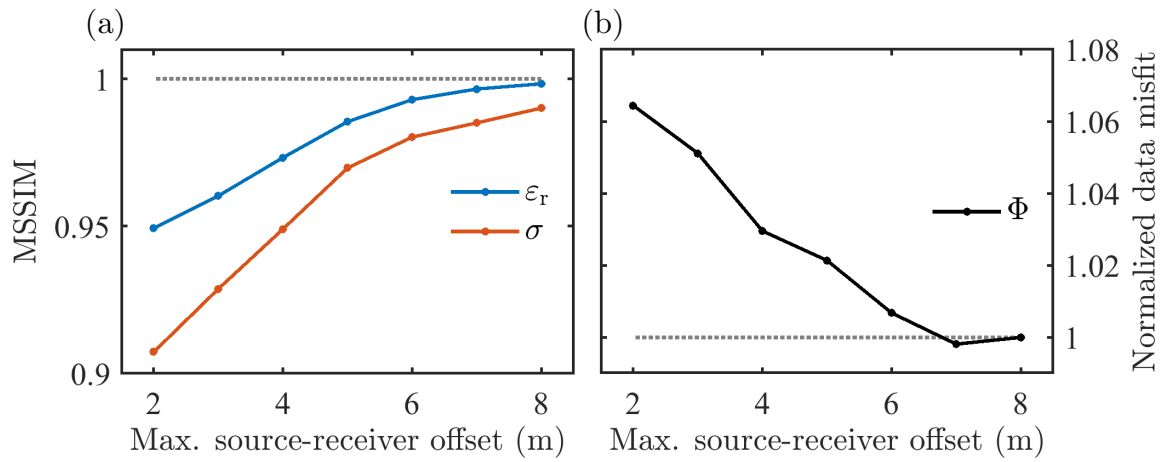 (a)
MSSIM
1
0.95
0.9
εr
σ
2 4 6 8
Max. source-receiver offset (m)
(b)
Φ
1.08
1.06
1.04
1.02
1
Normalized data misfit
2 4 6 8
Max. source-receiver offset (m)